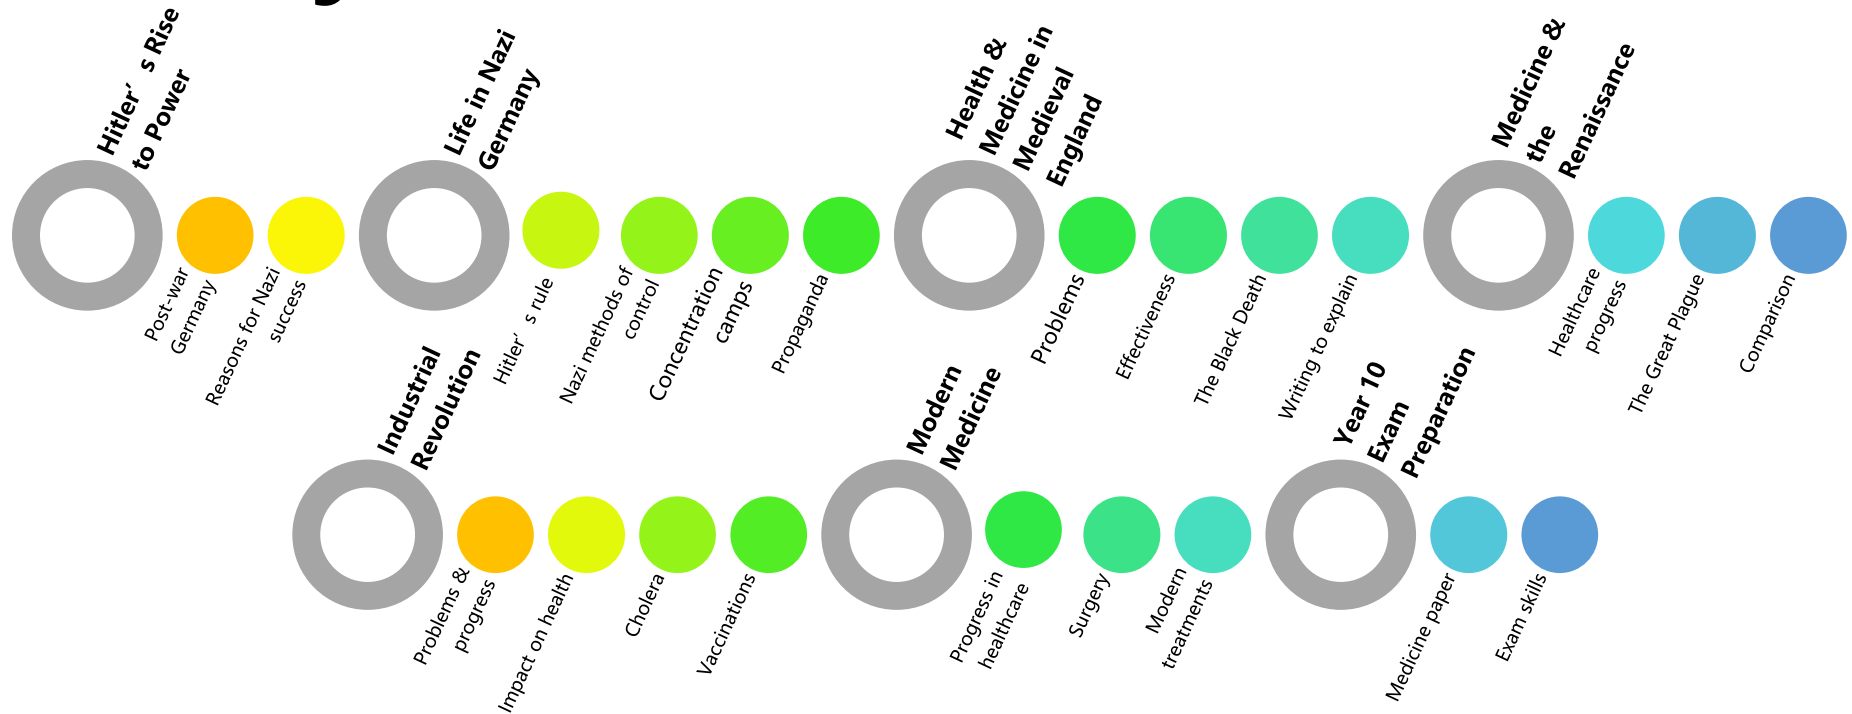 Hitler’s Rise
to Power
Post-war
Germany
Reasons for Nazi
success
Life in Nazi
Germany
Hitler’s rule
Nazi methods of
control
Concentration
camps
Propaganda
Health &
Medicine in
Medieval
England
Problems
Effectiveness
The Black Death
Writing to explain
Medicine &
the
Renaissance
Healthcare
progress
The Great Plague
Comparison
Industrial
Revolution
Problems &
progress
Impact on health
Cholera
Vaccinations
Modern
Medicine
Progress in
healthcare
Surgery
Modern
treatments
Year 10
Exam
Preparation
Medicine paper
Exam skills